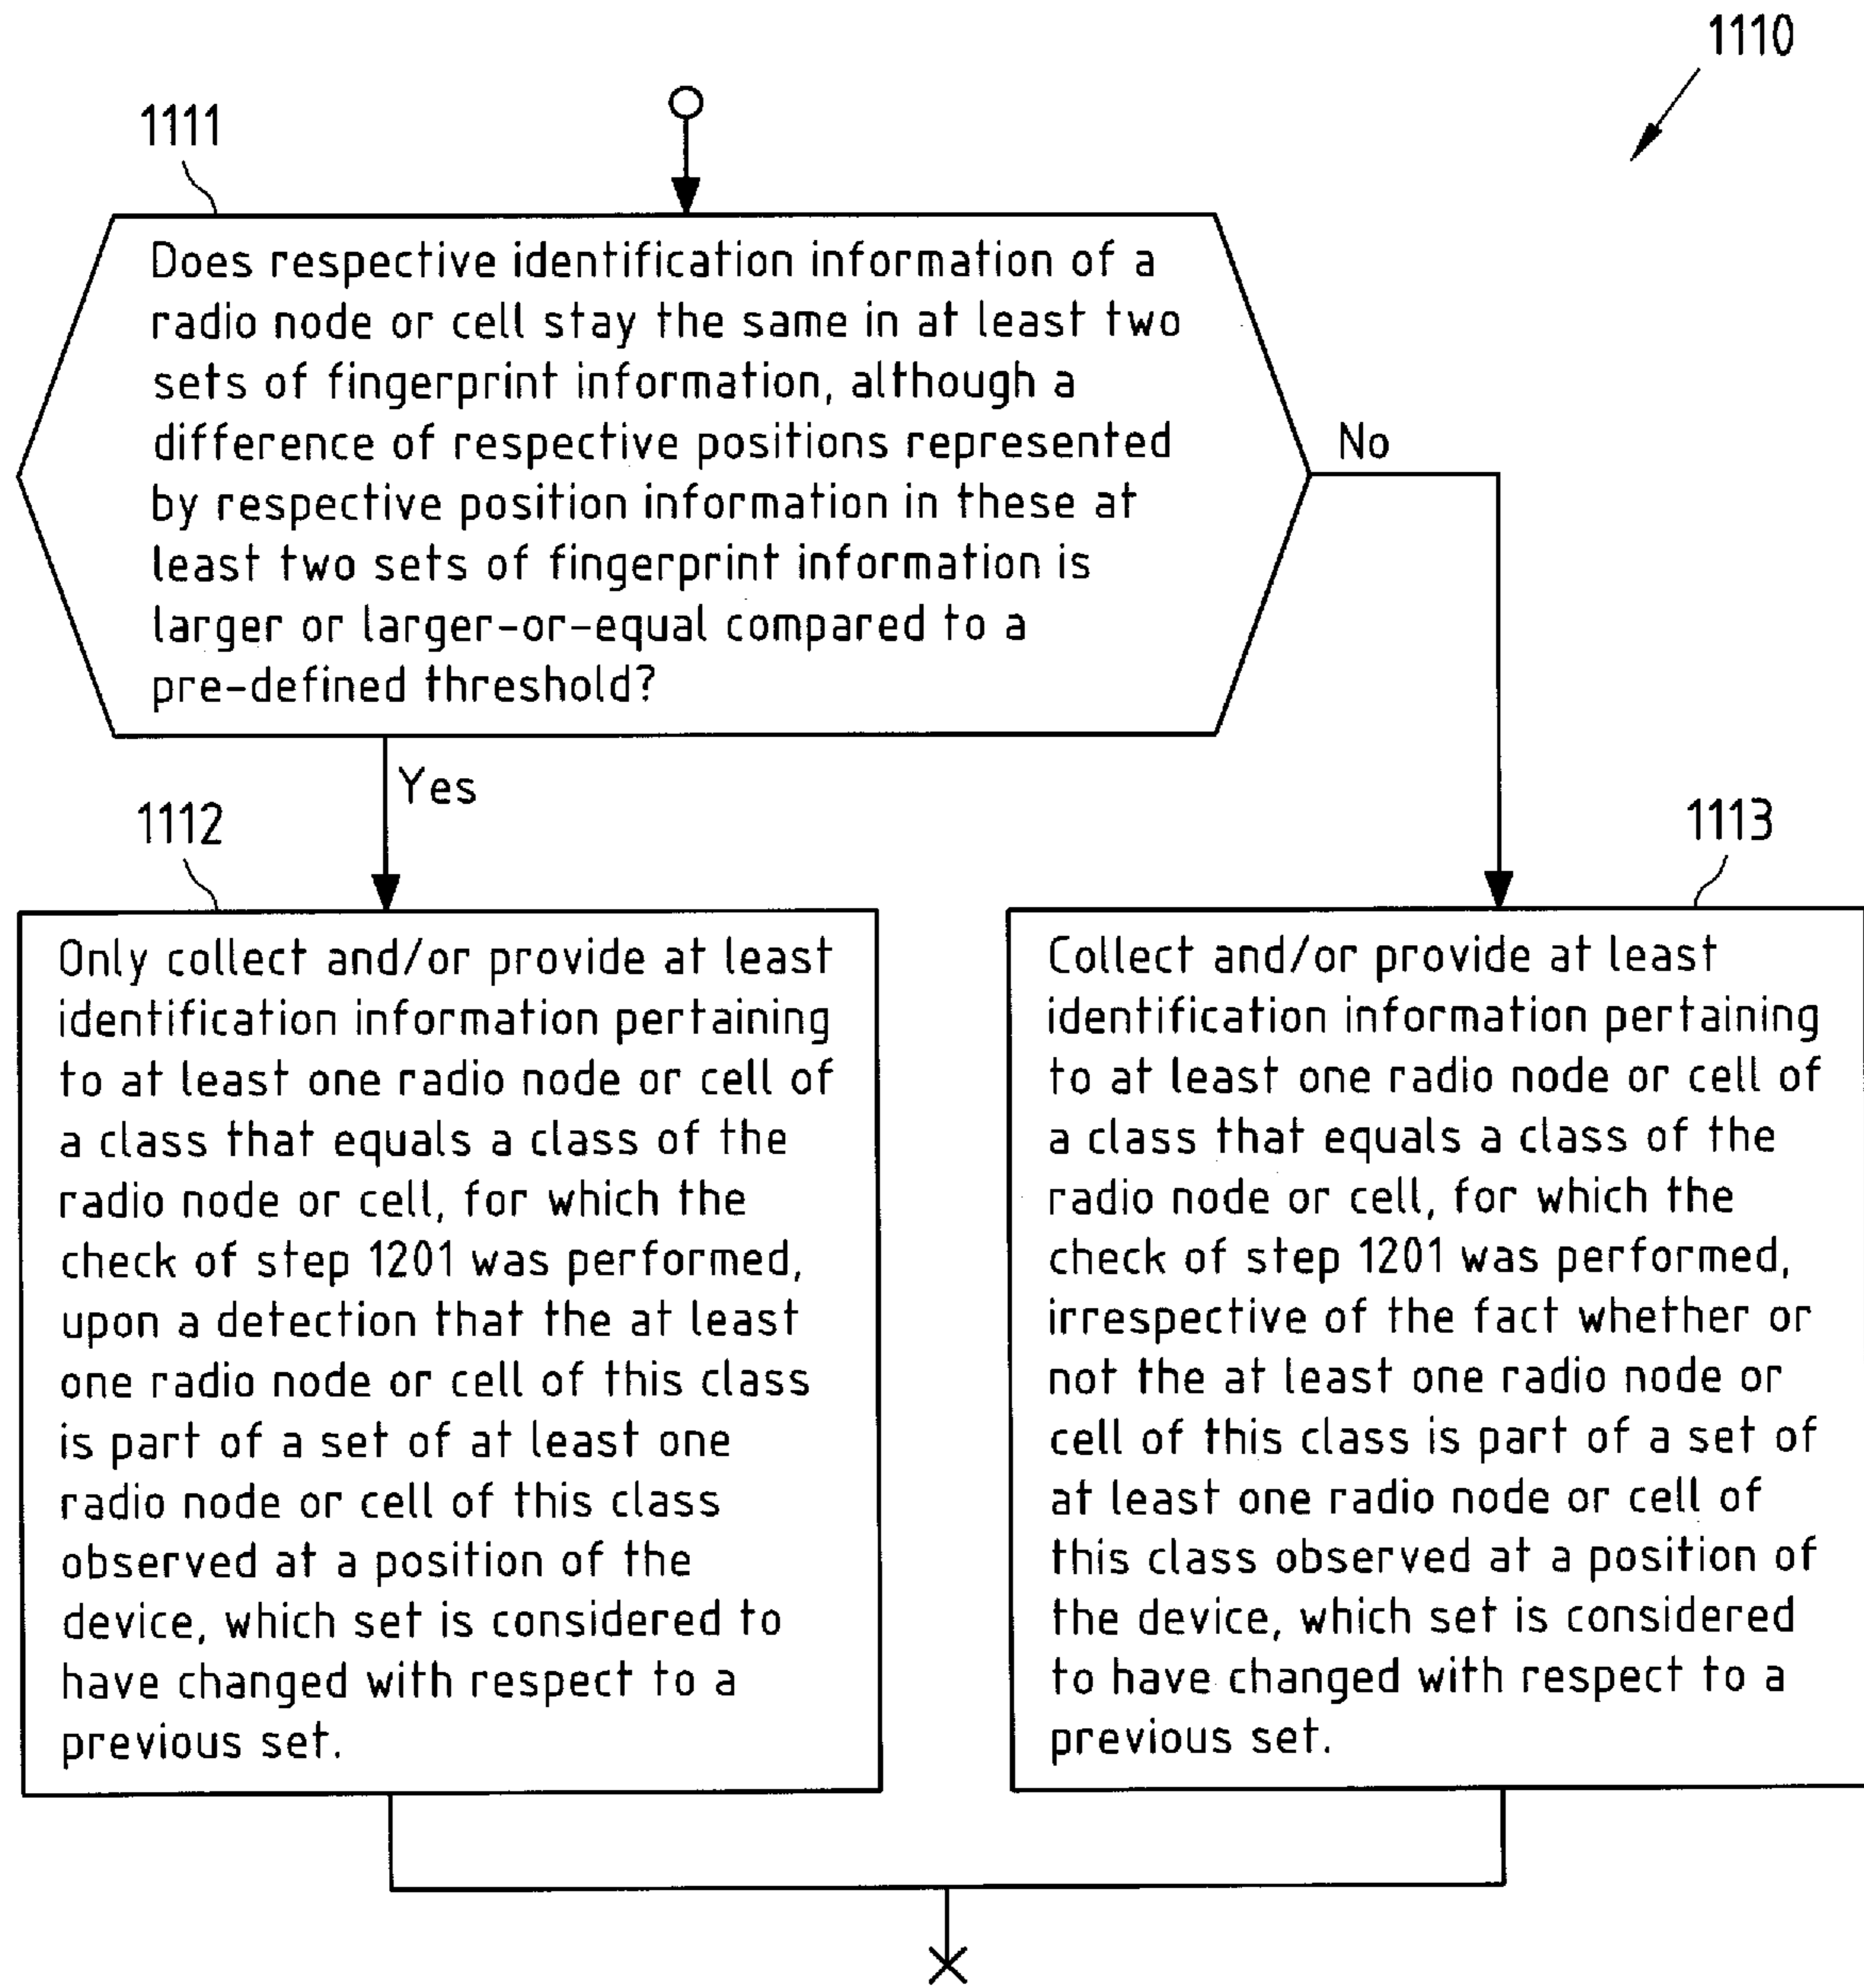 1110
1111
Does respective identification information of a
radio node or cell stay the same in at least two
sets of fingerprint information, although a
difference of respective positions represented
by respective position information in these at
least two sets of fingerprint information is
larger or larger-or-equal compared to a
pre-defined threshold?
No
Yes
1112
Only collect and/or provide at least
identification information pertaining
to at least one radio node or cell of
a class that equals a class of the
radio node or cell, for which the
check of step 1201 was performed,
upon a detection that the at least
one radio node or cell of this class
is part of a set of at least one
radio node or cell of this class
observed at a position of the
device, which set is considered to
have changed with respect to a
previous set.
1113
Collect and/or provide at least
identification information pertaining
to at least one radio node or cell of
a class that equals a class of the
radio node or cell, for which the
check of step 1201 was performed,
irrespective of the fact whether or
not the at least one radio node or
cell of this class is part of a set of
at least one radio node or cell of
this class observed at a position of
the device, which set is considered
to have changed with respect to a
previous set.